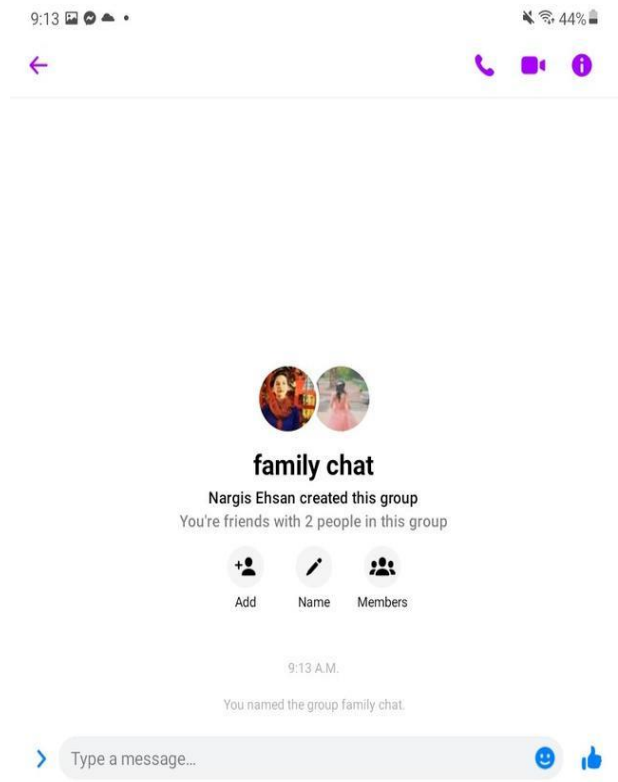 9:13
44%
family chat
Nargis Ehsan created this group
You're friends with 2 people in this group
Add Name Members
9:13 A.M.
You named the group family chat.
Type a message...